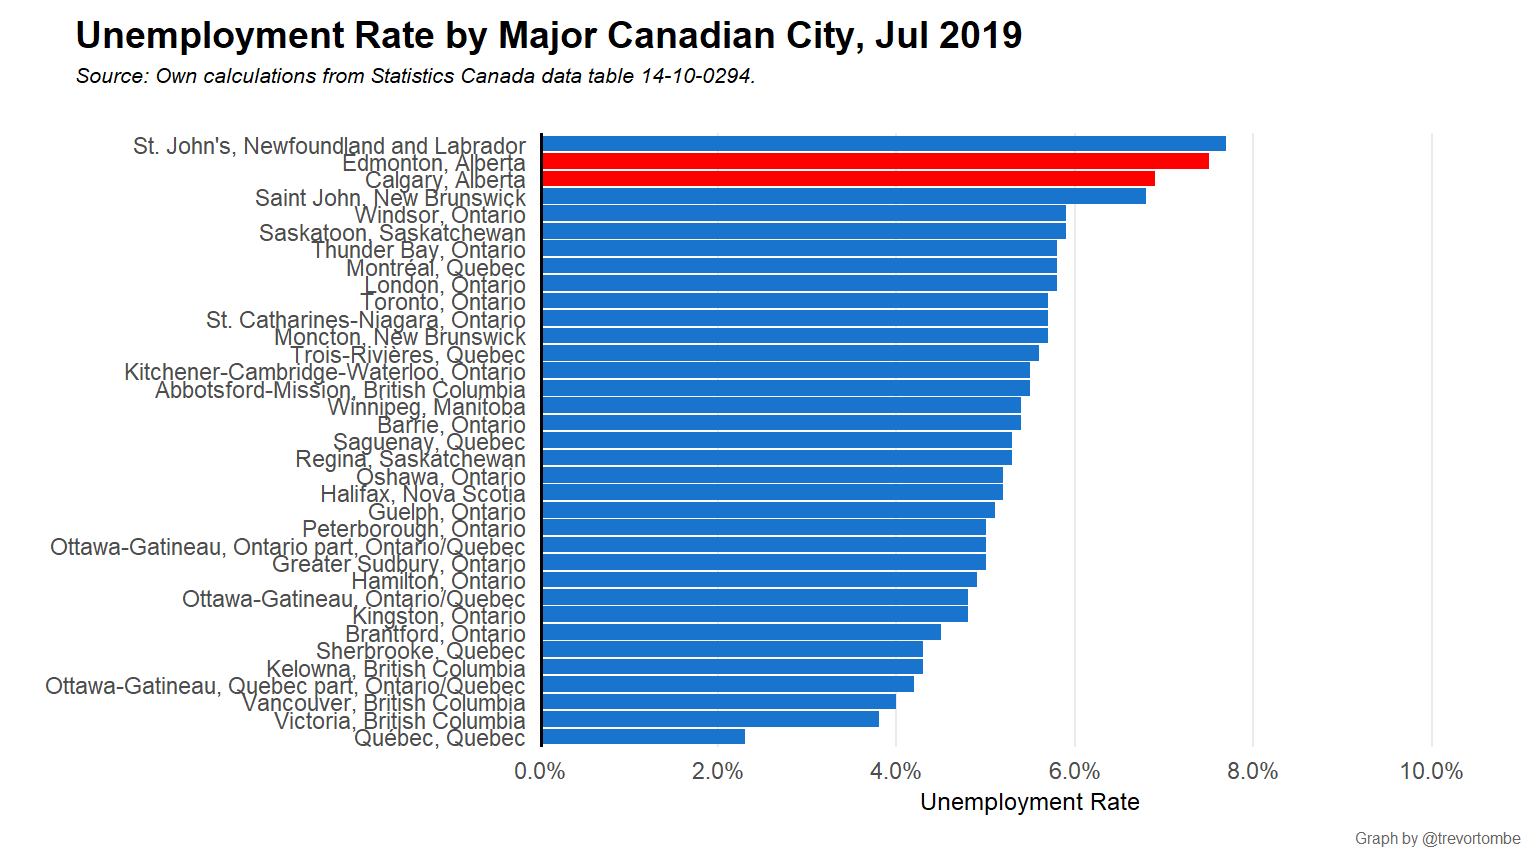 Unemployment Rate by Major Canadian City, Jul 2019
Source: Own calculations from Statistics Canada data table 14-10-0294.
St. John's, Newfoundland and Labrador
Edmonton, Alberta
Calgary, Alberta
Saint John, New Brunswick
Windsor, Ontario
Saskatoon, Saskatchewan
Thunder Bay, Ontario
Montréal, Quebec
London, Ontario
Toronto, Ontario
St. Catharines-Niagara, Ontario
Moncton, New Brunswick
Trois-Rivières, Quebec
Kitchener-Cambridge-Waterloo, Ontario
Abbotsford-Mission, British Columbia
Winnipeg, Manitoba
Barrie, Ontario
Saguenay, Quebec
Regina, Saskatchewan
Oshawa, Ontario
Halifax, Nova Scotia
Guelph, Ontario
Peterborough, Ontario
Ottawa-Gatineau, Ontario part, Ontario/Quebec
Greater Sudbury, Ontario
Hamilton, Ontario
Ottawa-Gatineau, Ontario/Quebec
Kingston, Ontario
Brantford, Ontario
Sherbrooke, Quebec
Kelowna, British Columbia
Ottawa-Gatineau, Quebec part, Ontario/Quebec
Vancouver, British Columbia
Victoria, British Columbia
Québec, Quebec
0.0% 2.0% 4.0% 6.0% 8.0% 10.0%
Unemployment Rate
Graph by @trevortombe